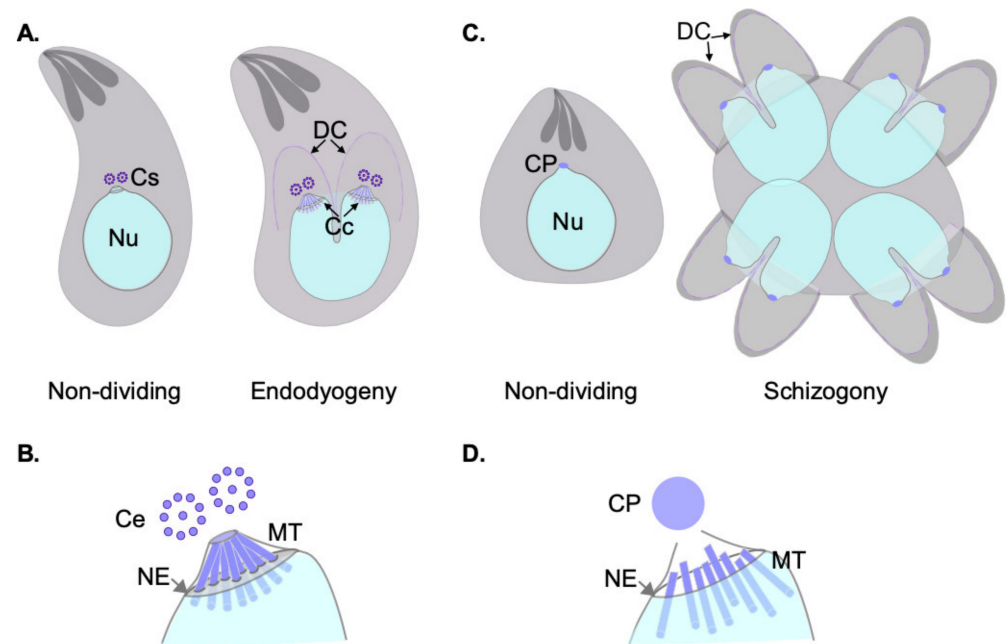 A.
Cs
Nu
DC
Cc
Non-dividing
Endodyogeny
B.
Ce
MT
NE
C.
CP
Nu
DC
Non-dividing
Schizogony
D.
CP
MT
NE